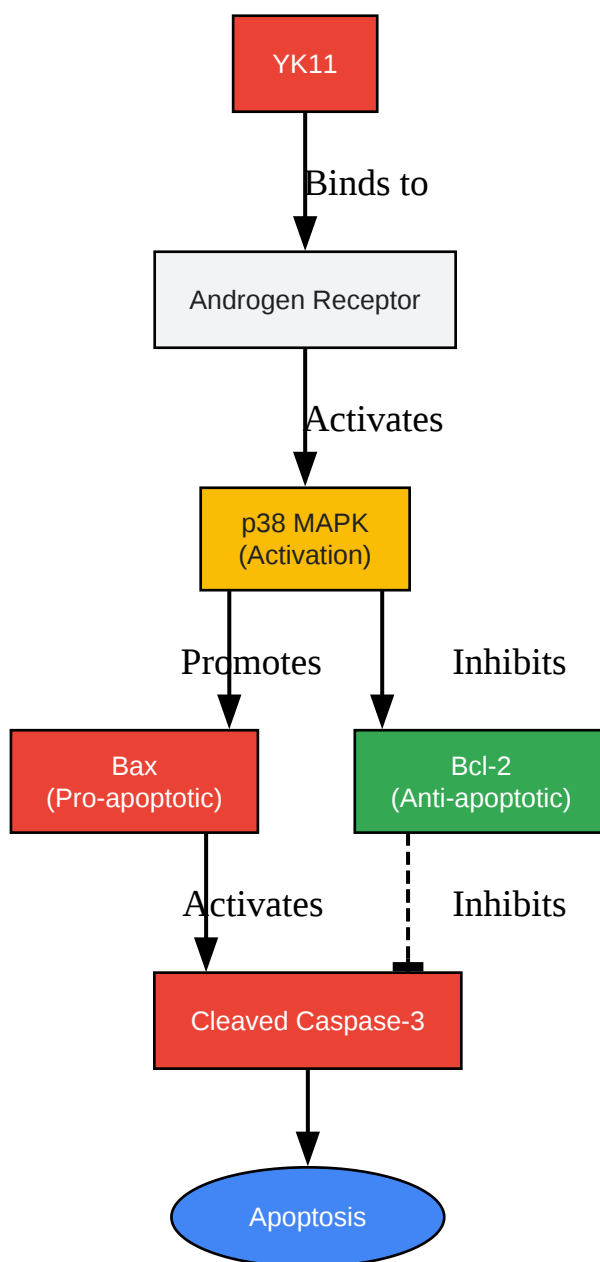 YK11
Binds to
Androgen Receptor
Activates
p38 MAPK
(Activation)
Promotes
Inhibits
Bax
(Pro-apoptotic)
Bcl-2
(Anti-apoptotic)
Activates
Inhibits
Cleaved Caspase-3
Apoptosis